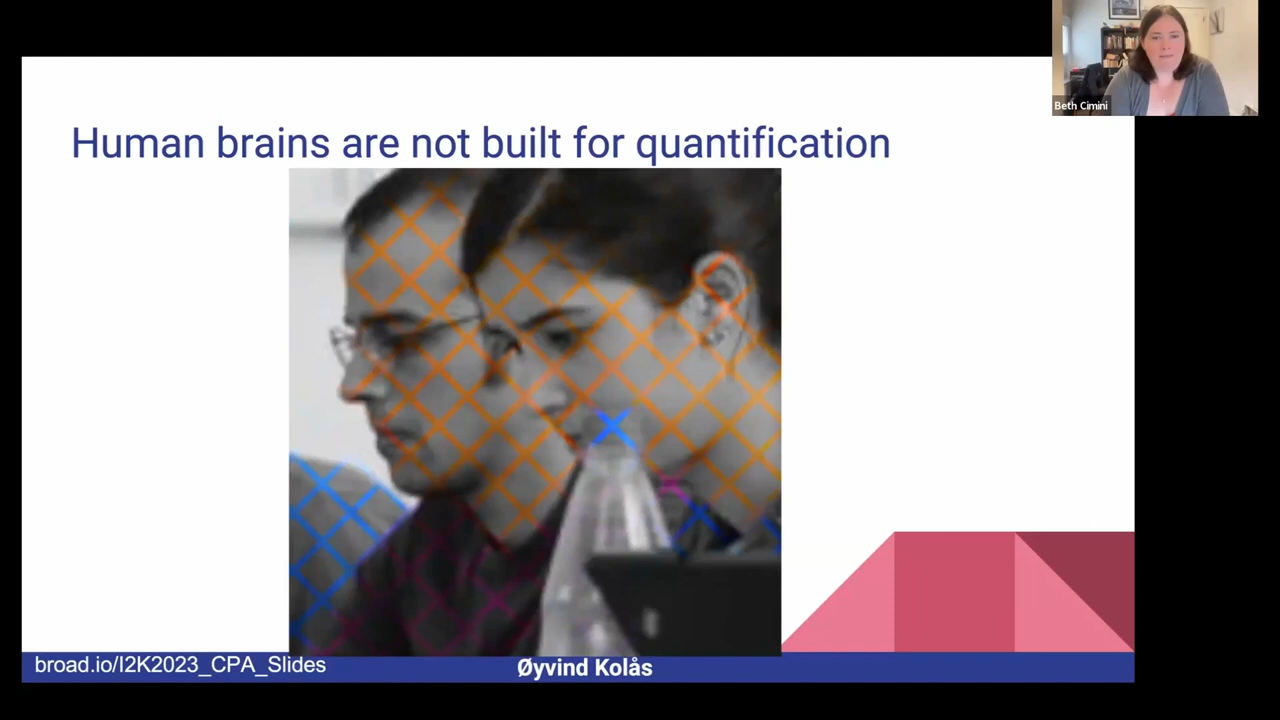 Beth Cimini
Human brains are not built for quantification
broad.io/I2K2023_CPA_Slides
Øyvind Kolås